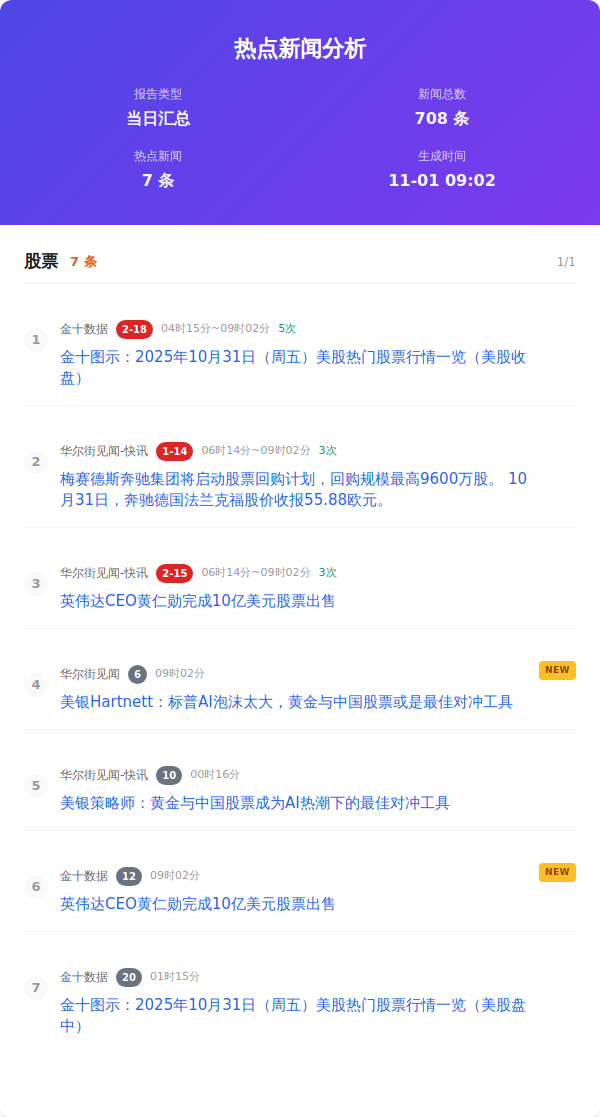 热点新闻分析
报告类型
当日汇总
新闻总数
708 条
热点新闻
7 条
生成时间
11-01 09:02
股票 7 条 1/1
1 金十数据 2-18 04时15分~09时02分 5次
金十图示：2025年10月31日（周五）美股热门股票行情一览（美股收
盘）
2 华尔街见闻-快讯 1-14 06时14分~09时02分 3次
梅赛德斯奔驰集团将启动股票回购计划，回购规模最高9600万股。 10
月31日，奔驰德国法兰克福股价收报55.88欧元。
3 华尔街见闻-快讯 2-15 06时14分~09时02分 3次
英伟达CEO黄仁勋完成10亿美元股票出售
4 华尔街见闻 6 09时02分 NEW
美银Hartnett：标普AI泡沫太大，黄金与中国股票或是最佳对冲工具
5 华尔街见闻-快讯 10 00时16分
美银策略师：黄金与中国股票成为AI热潮下的最佳对冲工具
6 金十数据 12 09时02分 NEW
英伟达CEO黄仁勋完成10亿美元股票出售
7 金十数据 20 01时15分
金十图示：2025年10月31日（周五）美股热门股票行情一览（美股盘
中）